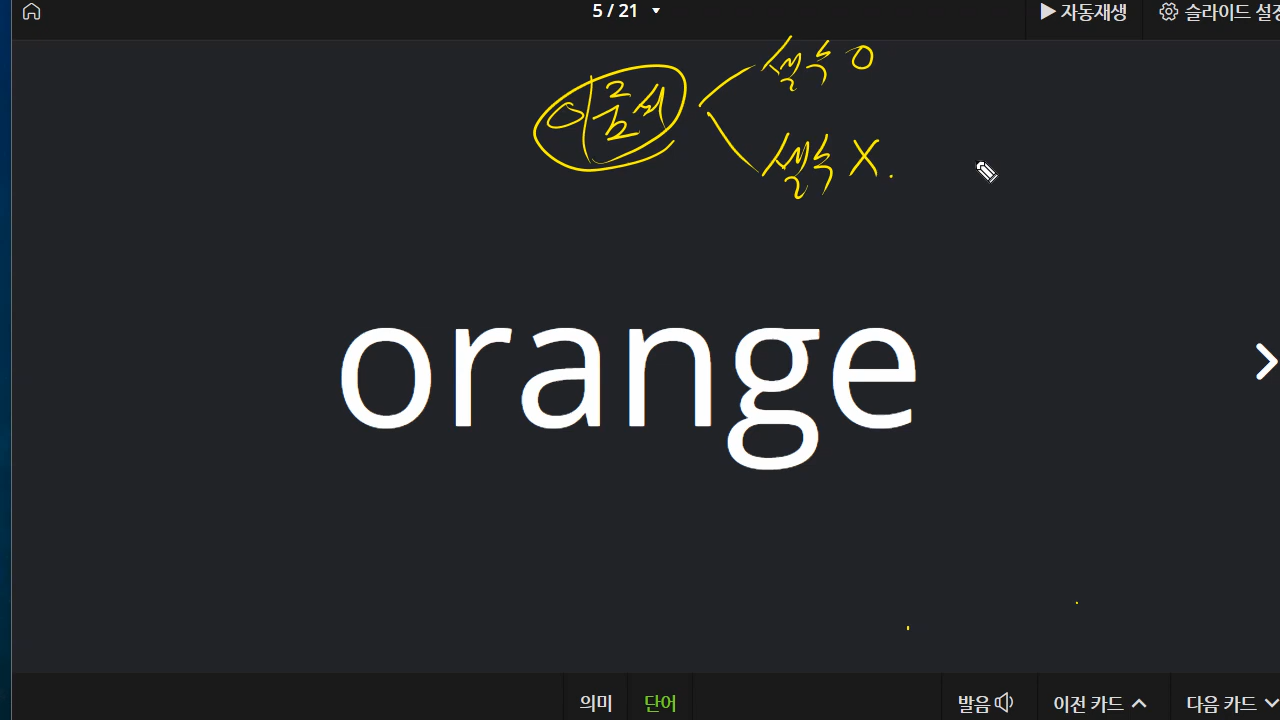 5 / 21
자동재생
슬라이드 설정
이름씨
셀수 O
셀수 X.
orange
의미
단어
발음
이전 카드
다음 카드